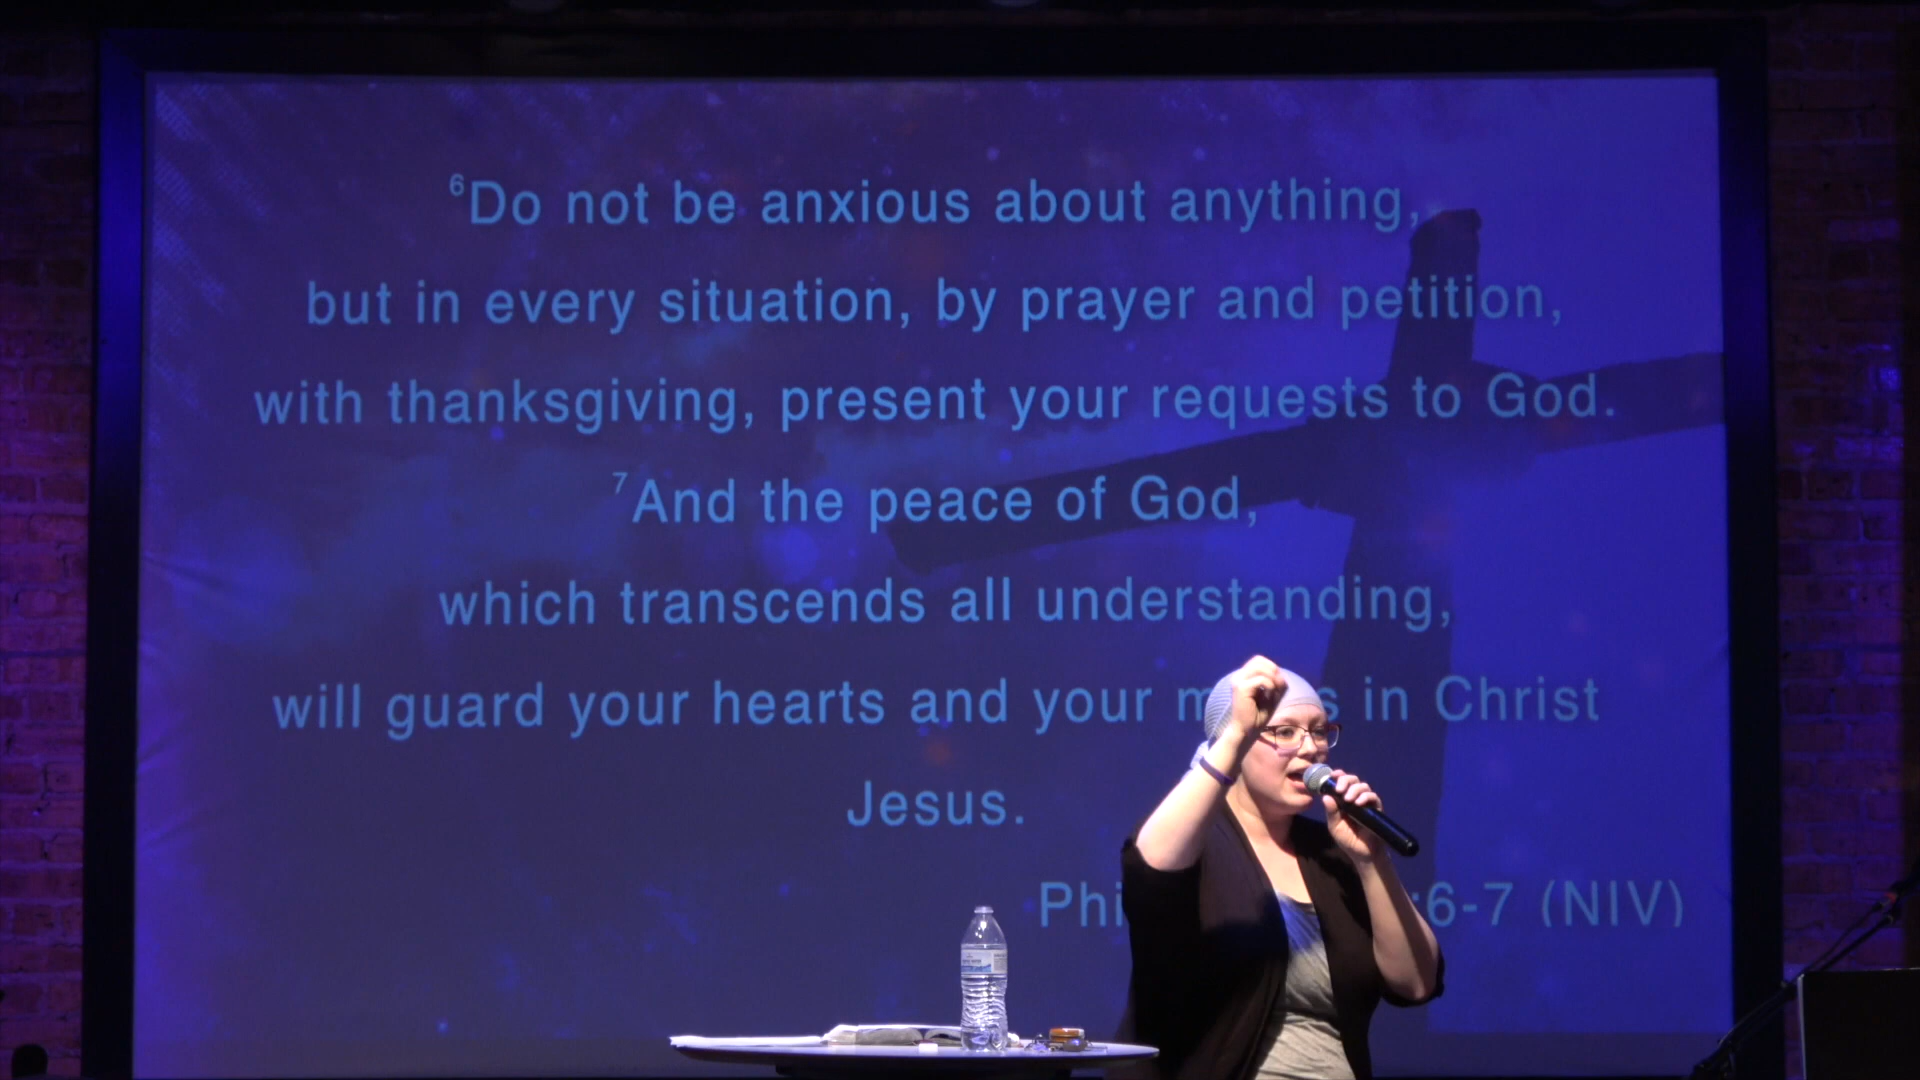 ⁶Do not be anxious about anything,
but in every situation, by prayer and petition,
with thanksgiving, present your requests to God.
⁷And the peace of God,
which transcends all understanding,
will guard your hearts and your in Christ
Jesus.
:6-7 (NIV)